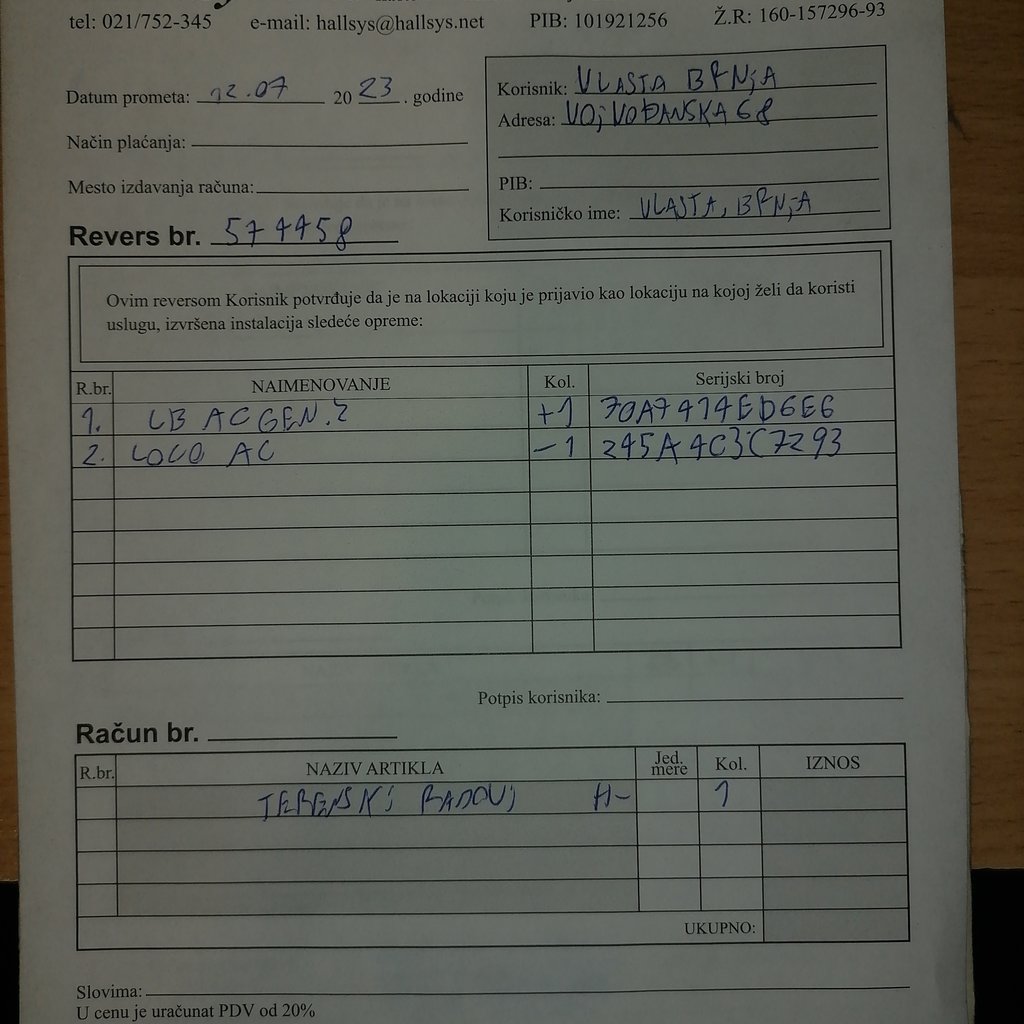 tel: 021/752-345 e-mail: hallsys@hallsys.net PIB: 101921256 Ž.R: 160-157296-93
Datum prometa: 12.07 2023. godine
Način plaćanja:
Mesto izdavanja računa:
Revers br. 574458
Korisnik: VLASTA BRNJA
Adresa: VOJVOĐANSKA 68
PIB:
Korisničko ime: VLASTA, BRNJA
Ovim reversom Korisnik potvrđuje da je na lokaciji koju je prijavio kao lokaciju na kojoj želi da koristi
uslugu, izvršena instalacija sledeće opreme:
R.br. NAIMENOVANJE Kol. Serijski broj
1. LB AC GEN.2 +1 70A7414ED6E6
2. LOCO AC -1 245A4C3C7293
Potpis korisnika:
Račun br.
R.br. NAZIV ARTIKLA Jed. mere Kol. IZNOS
TERENSKI RADOVI H- 1
UKUPNO:
Slovima:
U cenu je uračunat PDV od 20%